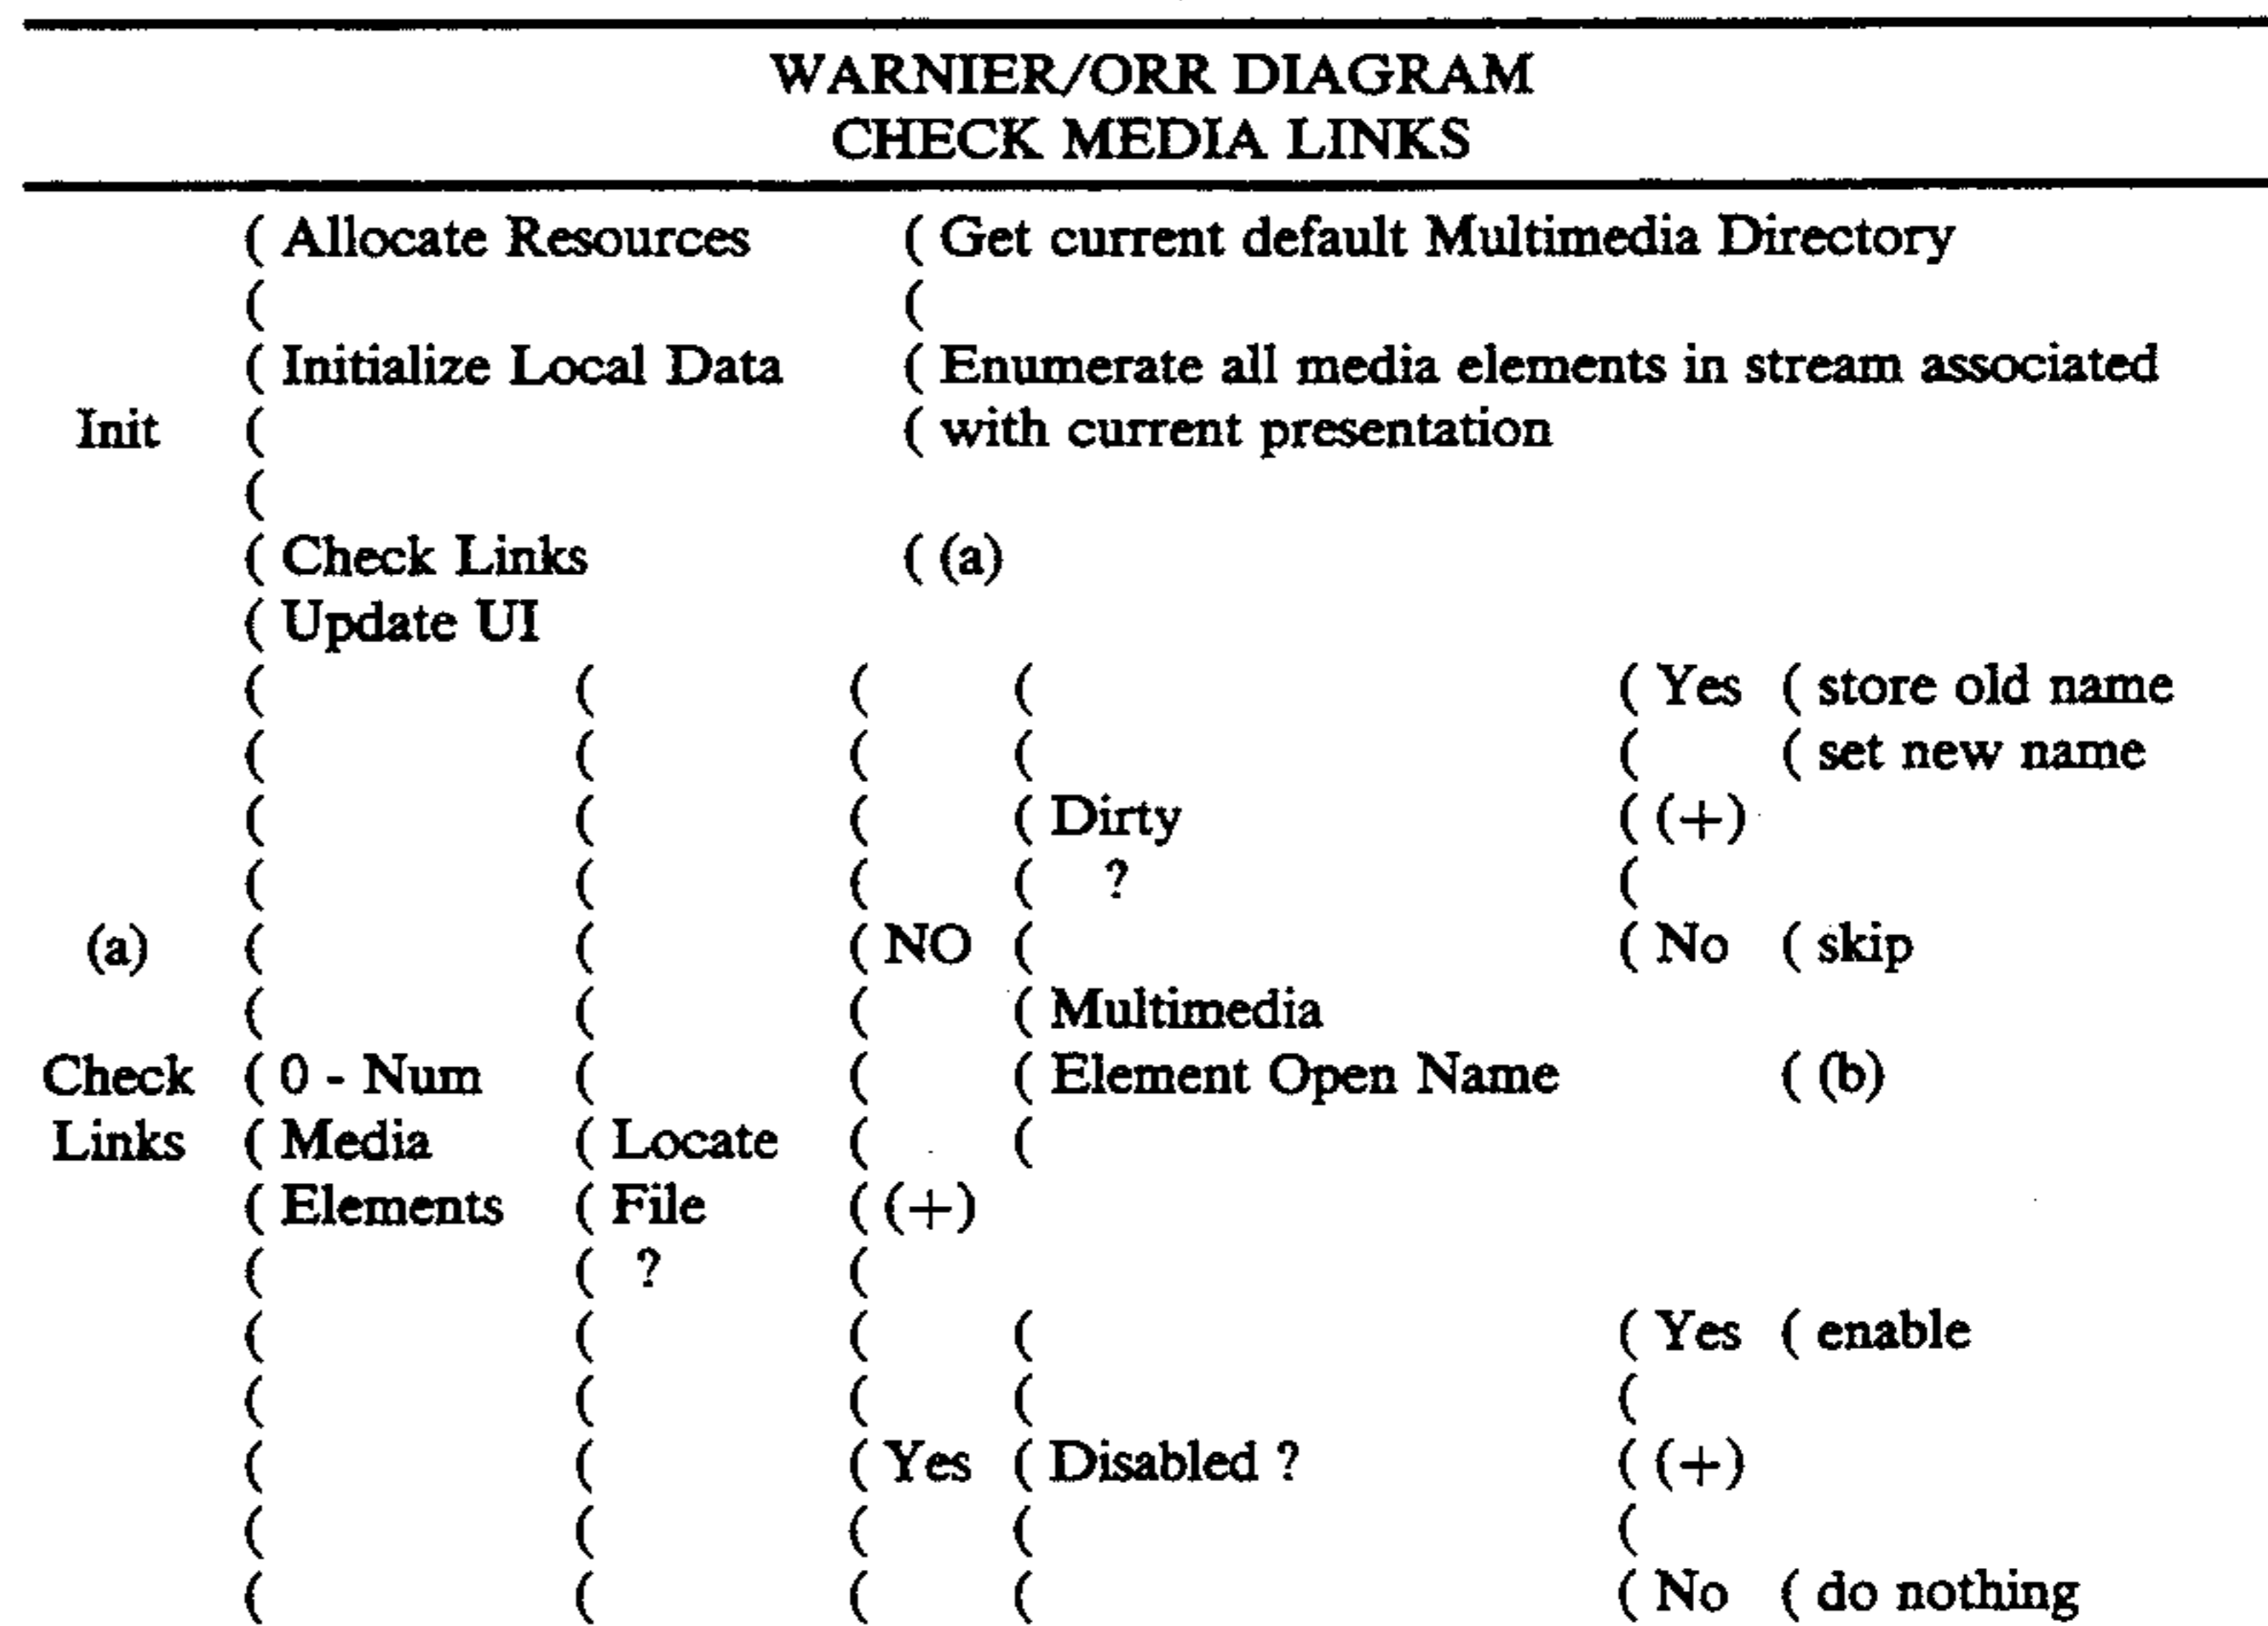 WARNIER/ORR DIAGRAM
CHECK MEDIA LINKS
( Allocate Resources ( Get current default Multimedia Directory
( (
( Initialize Local Data ( Enumerate all media elements in stream associated
Init ( ( with current presentation
(
( Check Links ( (a)
( Update UI
( ( ( ( ( Yes ( store old name
( ( ( ( ( ( set new name
( ( ( ( Dirty ( (+)
( ( ( ( ? (
(a) ( ( ( NO ( ( No ( skip
( ( ( ( Multimedia
Check ( 0 - Num ( ( ( Element Open Name ( (b)
Links ( Media ( Locate ( (
( Elements ( File ( (+)
( ( ? (
( ( ( ( ( Yes ( enable
( ( ( ( (
( ( ( Yes ( Disabled ? ( (+)
( ( ( ( (
( ( ( ( ( No ( do nothing